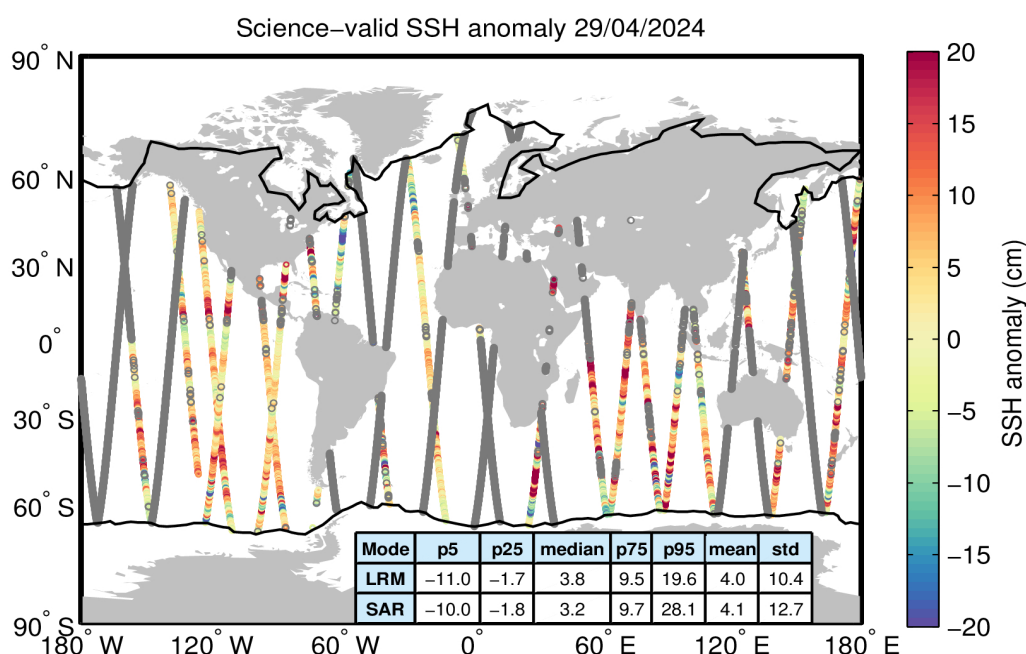 Science−valid SSH anomaly 29/04/2024
90° N
60° N
30° N
0°
30° S
60° S
90° S
180° W
120° W
60° W
0°
60° E
120° E
180° E
20
15
10
5
0
−5
−10
−15
−20
SSH anomaly (cm)
Mode p5 p25 median p75 p95 mean std
LRM −11.0 −1.7 3.8 9.5 19.6 4.0 10.4
SAR −10.0 −1.8 3.2 9.7 28.1 4.1 12.7